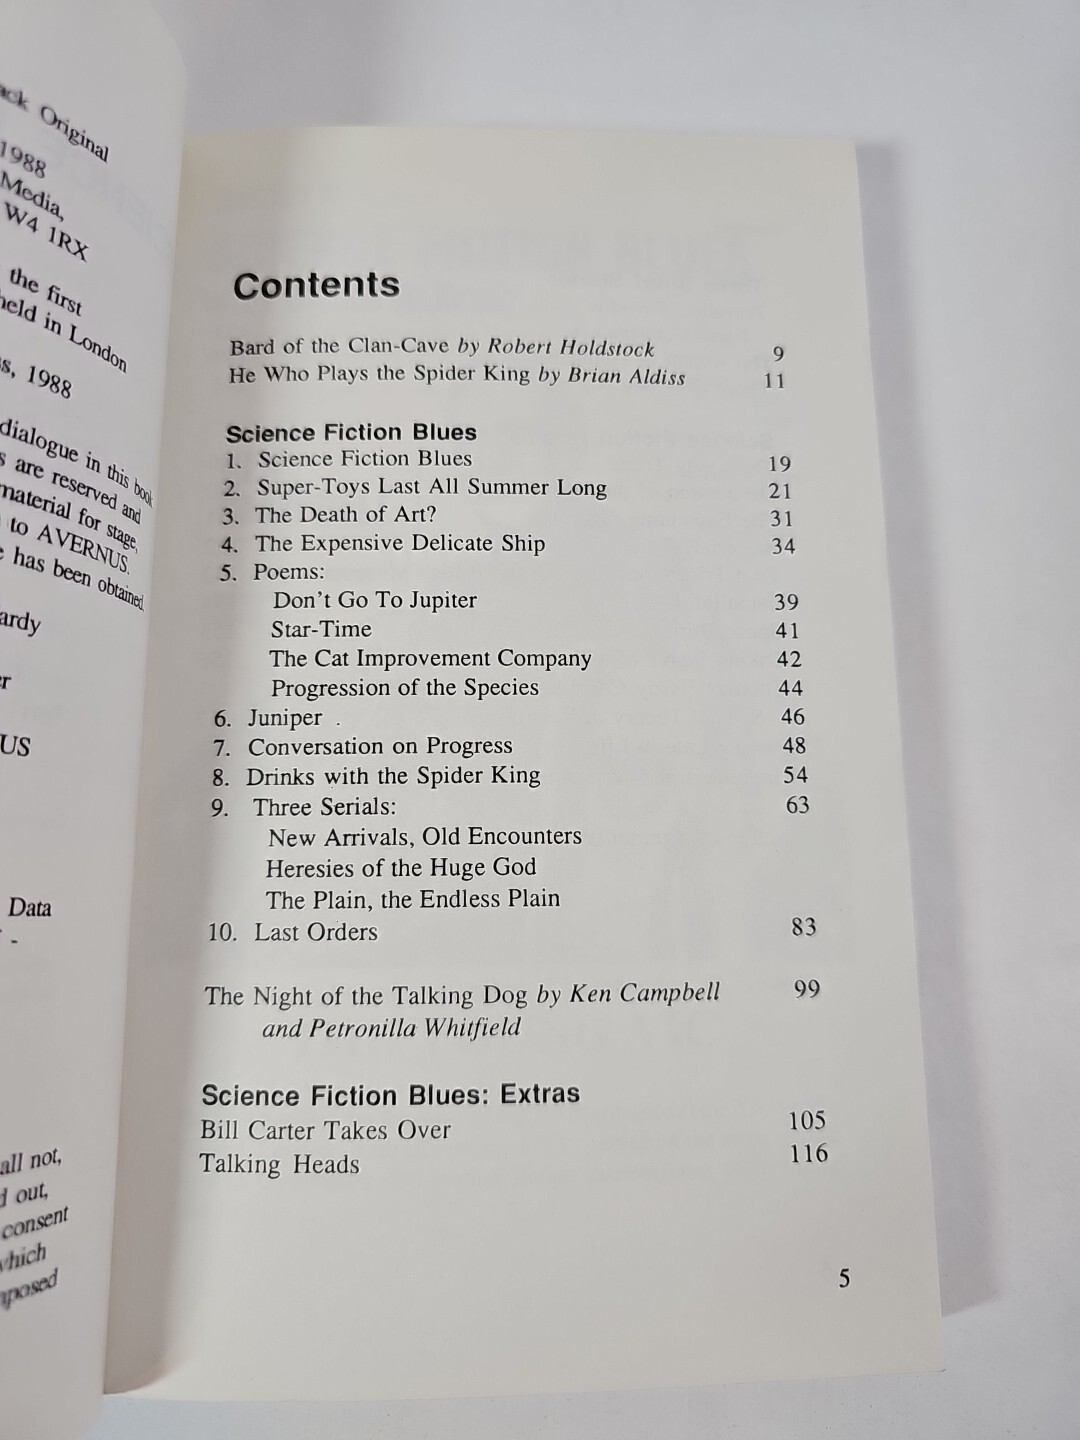 ack Original
1988
Media,
W4 1RX
the first
held in London
1988
dialogue in this book
are reserved and
material for stage,
to AVERNUS.
has been obtained.
ardy
er
US
Data
-
all not,
d out,
consent
which
mposed
Contents
Bard of the Clan-Cave by Robert Holdstock 9
He Who Plays the Spider King by Brian Aldiss 11
Science Fiction Blues
1. Science Fiction Blues 19
2. Super-Toys Last All Summer Long 21
3. The Death of Art? 31
4. The Expensive Delicate Ship 34
5. Poems:
Don't Go To Jupiter 39
Star-Time 41
The Cat Improvement Company 42
Progression of the Species 44
6. Juniper 46
7. Conversation on Progress 48
8. Drinks with the Spider King 54
9. Three Serials: 63
New Arrivals, Old Encounters
Heresies of the Huge God
The Plain, the Endless Plain
10. Last Orders 83
The Night of the Talking Dog by Ken Campbell 99
and Petronilla Whitfield
Science Fiction Blues: Extras
Bill Carter Takes Over 105
Talking Heads 116
5